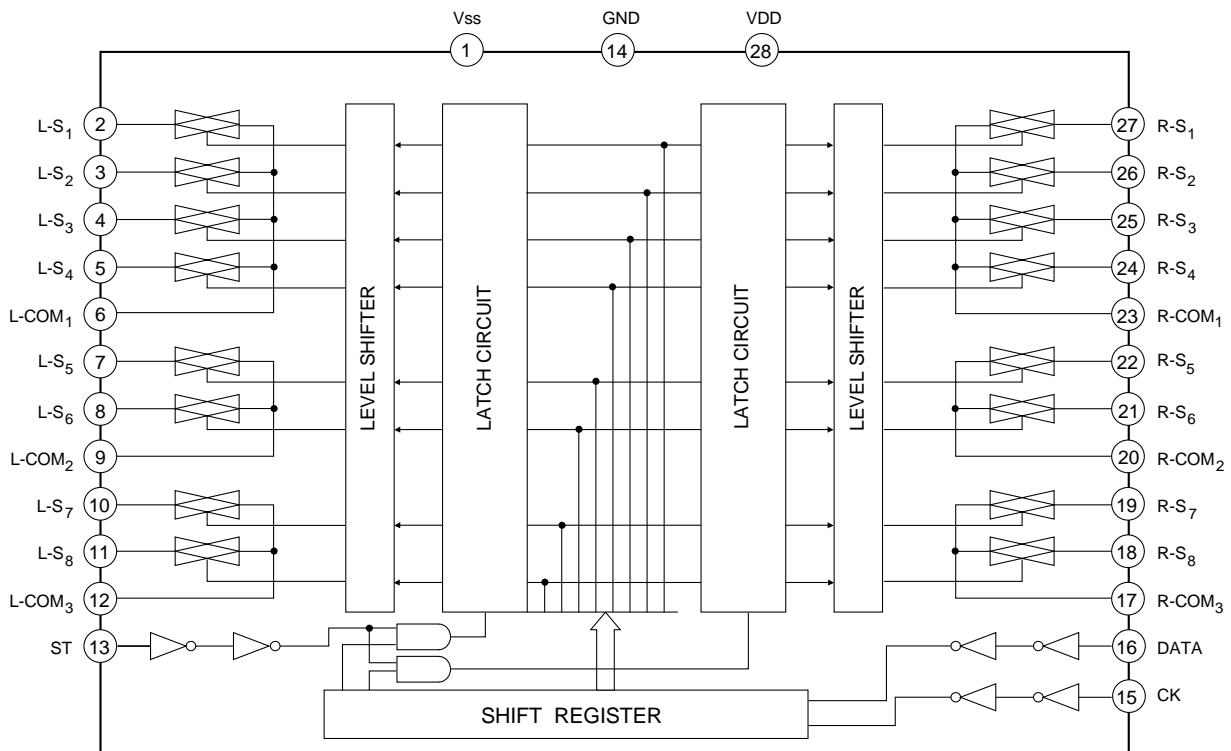 Vss GND VDD
1 14 28
L-S1 2 27 R-S1
L-S2 3 26 R-S2
L-S3 4 25 R-S3
L-S4 5 24 R-S4
L-COM1 6 23 R-COM1
L-S5 7 22 R-S5
L-S6 8 21 R-S6
L-COM2 9 20 R-COM2
L-S7 10 19 R-S7
L-S8 11 18 R-S8
L-COM3 12 17 R-COM3
ST 13 16 DATA
15 CK
LEVEL SHIFTER
LATCH CIRCUIT
LATCH CIRCUIT
LEVEL SHIFTER
SHIFT REGISTER